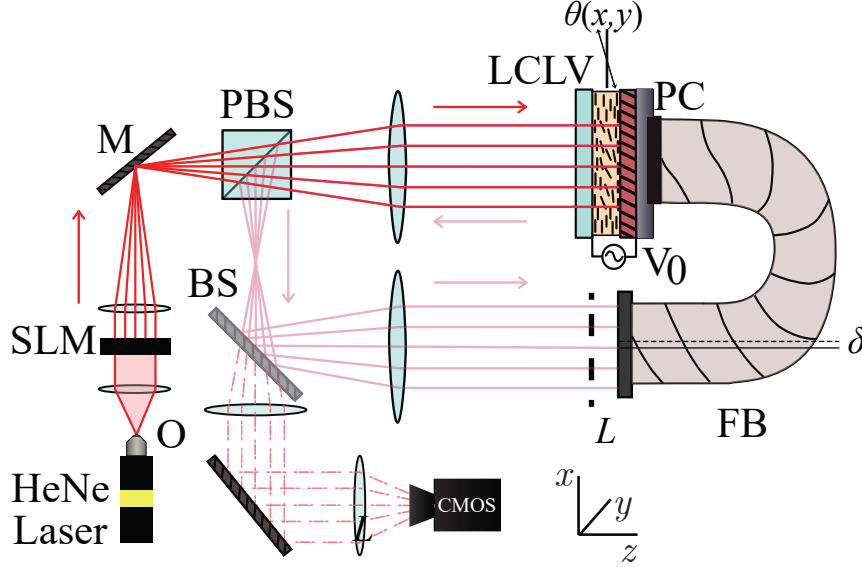 θ(x,y)
LCLV
PC
PBS
M
V0
BS
SLM
δ
O
L
FB
HeNe
Laser
L
CMOS
x
y
z